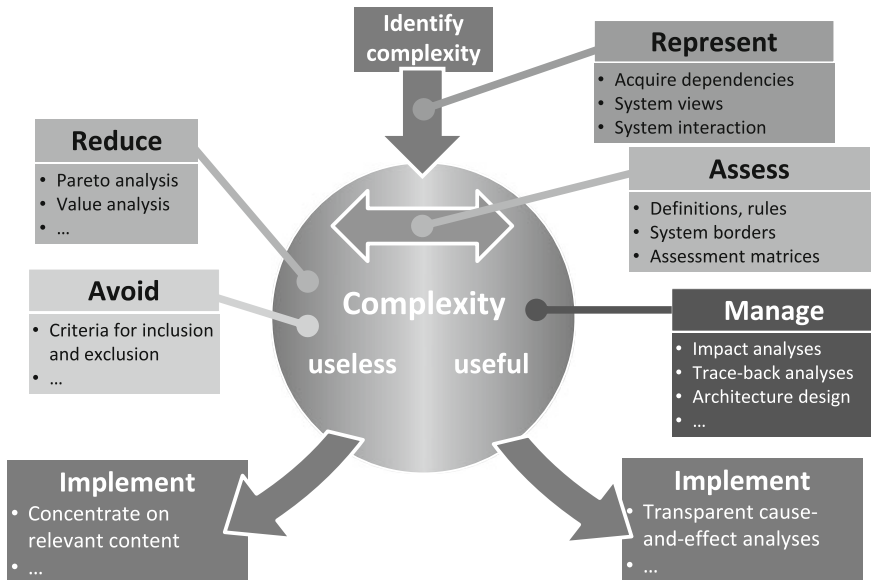 Identify
complexity
Represent
• Acquire dependencies
• System views
• System interaction
Reduce
• Pareto analysis
• Value analysis
• ...
Assess
• Definitions, rules
• System borders
• Assessment matrices
Avoid
• Criteria for inclusion
and exclusion
• ...
Complexity
useless
useful
Manage
• Impact analyses
• Trace-back analyses
• Architecture design
• ...
Implement
• Concentrate on
relevant content
• ...
Implement
• Transparent cause-
and-effect analyses
• ...